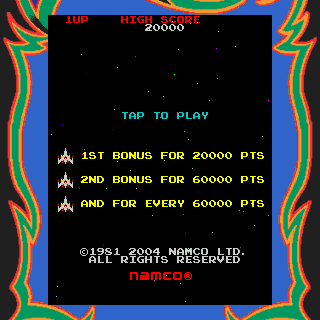 1UP HIGH SCORE
20000
TAP TO PLAY
1ST BONUS FOR 20000 PTS
2ND BONUS FOR 60000 PTS
AND FOR EVERY 60000 PTS
©1981 2004 NAMCO LTD.
ALL RIGHTS RESERVED
namco®